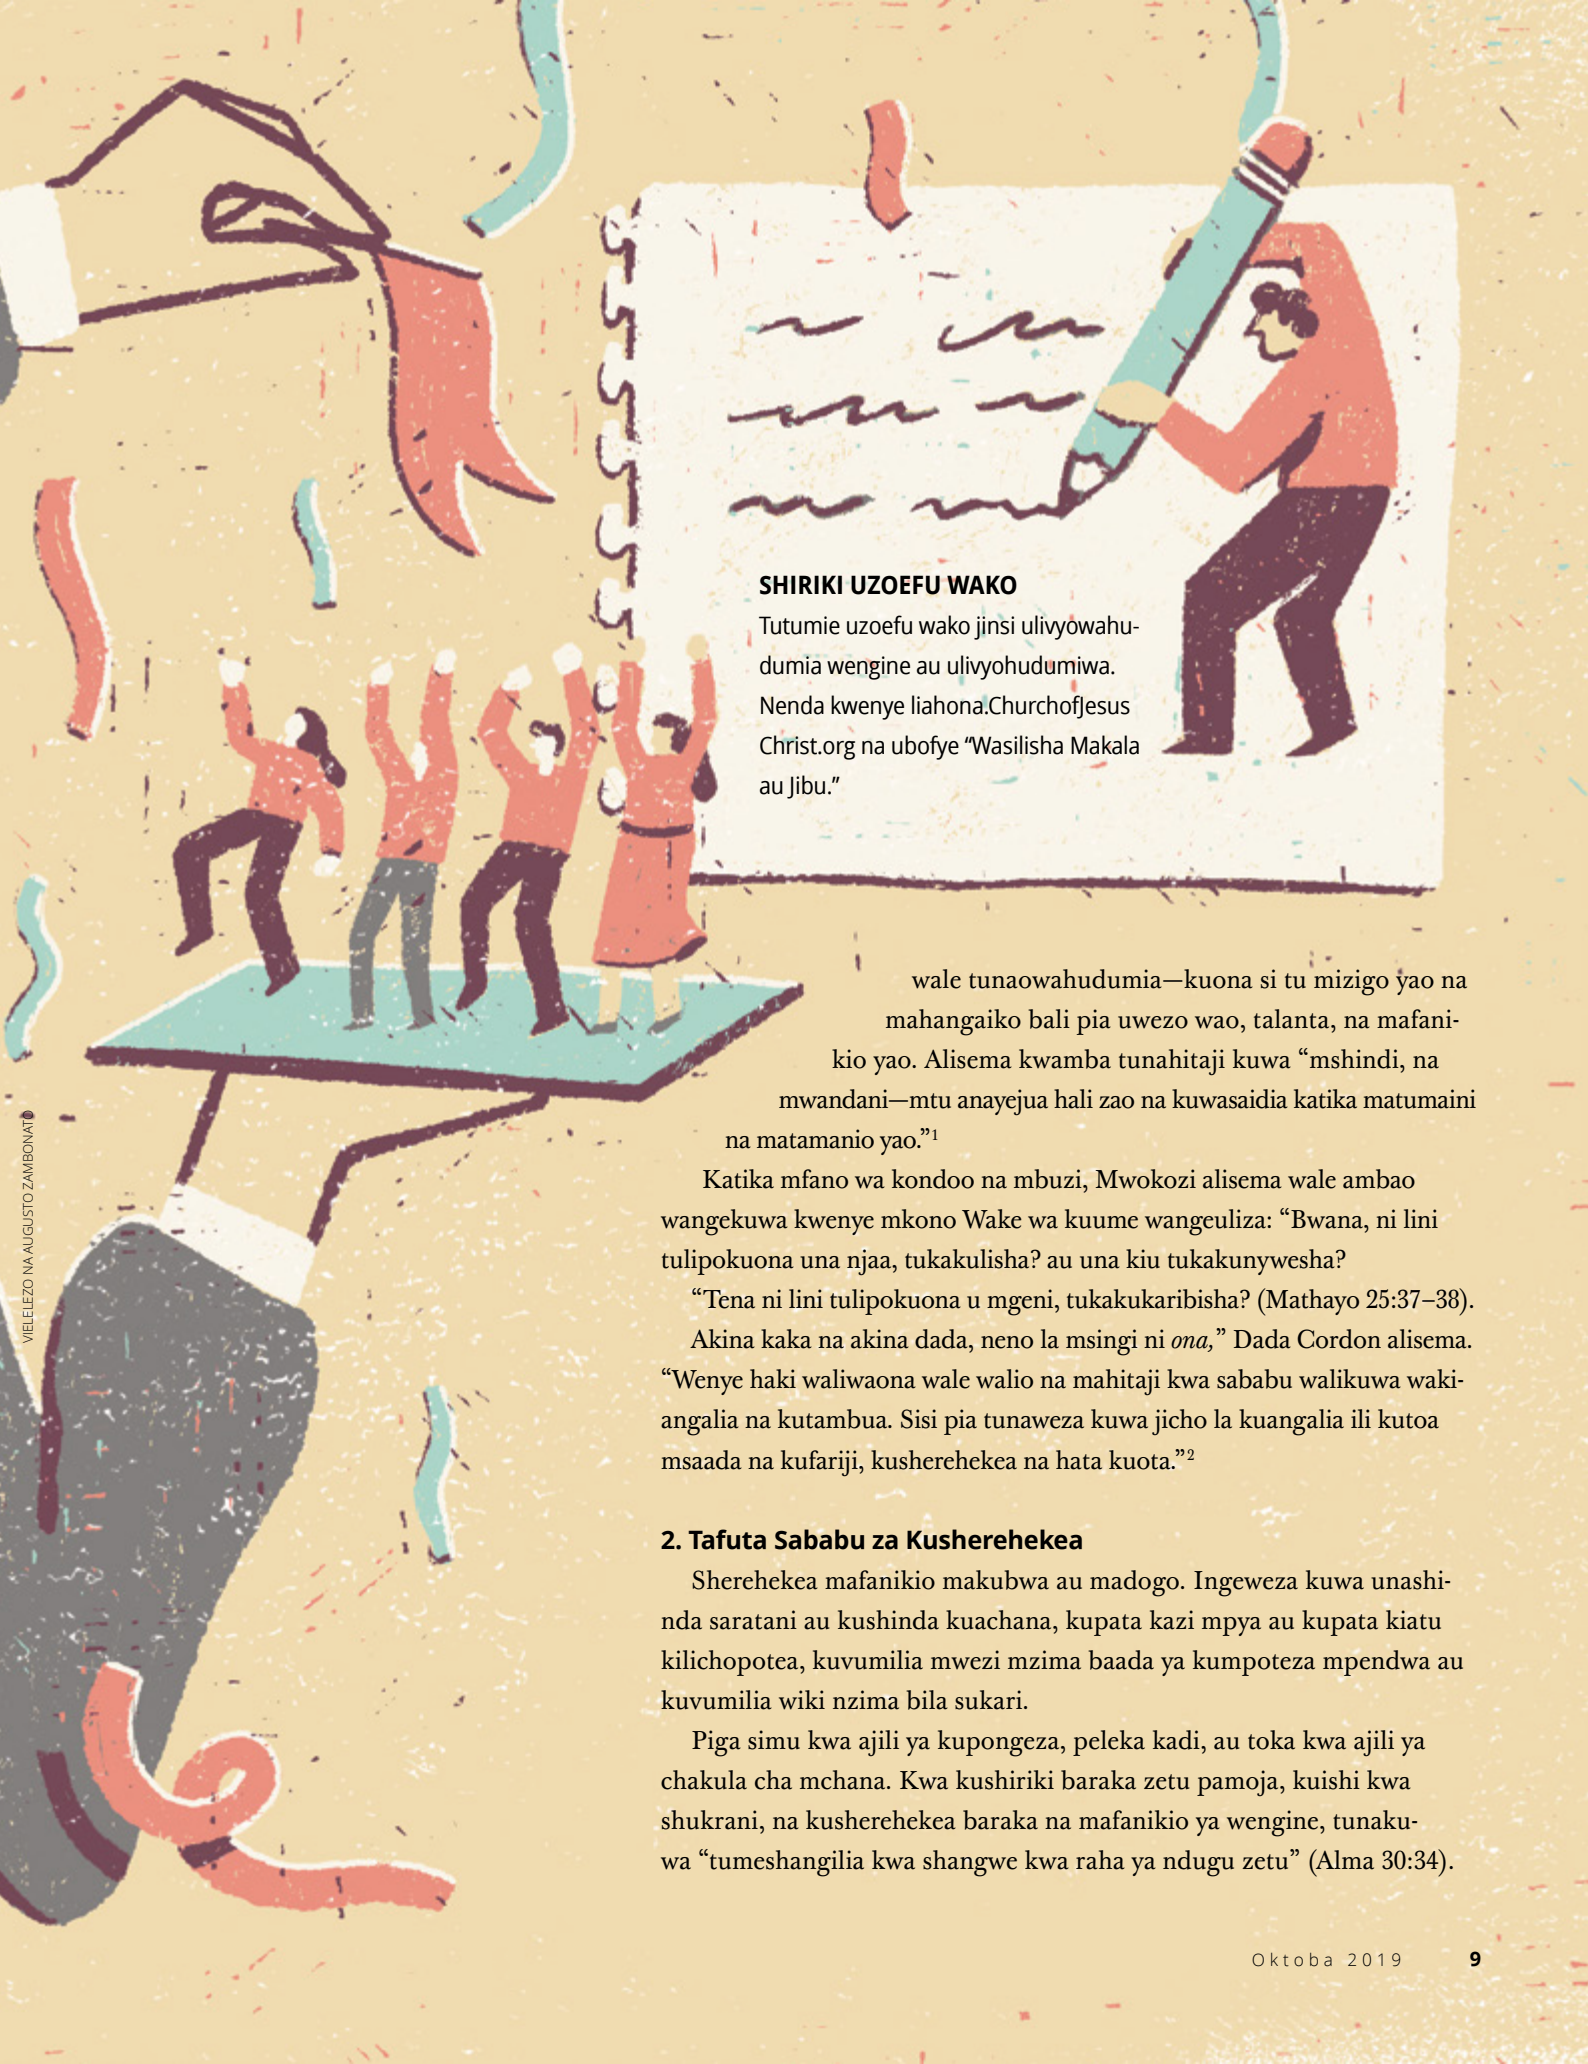 SHIRIKI UZOEFU WAKO
Tutumie uzoefu wako jinsi ulivyowahu-
dumia wengine au ulivyohudumiwa.
Nenda kwenye liahona.ChurchofJesus
Christ.org na ubofye “Wasilisha Makala
au Jibu.”
wale tunaowahudumia—kuona si tu mizigo yao na
mahangaiko bali pia uwezo wao, talanta, na mafani-
kio yao. Alisema kwamba tunahitaji kuwa “mshindi, na
mwandani—mtu anayejua hali zao na kuwasaidia katika matumaini
na matamanio yao.”1
Katika mfano wa kondoo na mbuzi, Mwokozi alisema wale ambao
wangekuwa kwenye mkono Wake wa kuume wangeuliza: “Bwana, ni lini
tulipokuona una njaa, tukakulisha? au una kiu tukakunywesha?
“Tena ni lini tulipokuona u mgeni, tukakukaribisha? (Mathayo 25:37–38).
Akina kaka na akina dada, neno la msingi ni ona,” Dada Cordon alisema.
“Wenye haki waliwaona wale walio na mahitaji kwa sababu walikuwa waki-
angalia na kutambua. Sisi pia tunaweza kuwa jicho la kuangalia ili kutoa
msaada na kufariji, kusherehekea na hata kuota.”2
2. Tafuta Sababu za Kusherehekea
Sherehekea mafanikio makubwa au madogo. Ingeweza kuwa unashi-
nda saratani au kushinda kuachana, kupata kazi mpya au kupata kiatu
kilichopotea, kuvumilia mwezi mzima baada ya kumpoteza mpendwa au
kuvumilia wiki nzima bila sukari.
Piga simu kwa ajili ya kupongeza, peleka kadi, au toka kwa ajili ya
chakula cha mchana. Kwa kushiriki baraka zetu pamoja, kuishi kwa
shukrani, na kusherehekea baraka na mafanikio ya wengine, tunaku-
wa “tumeshangilia kwa shangwe kwa raha ya ndugu zetu” (Alma 30:34).
VIELELEZO NA AUGUSTO ZAMBONATO
Oktoba 2019 9